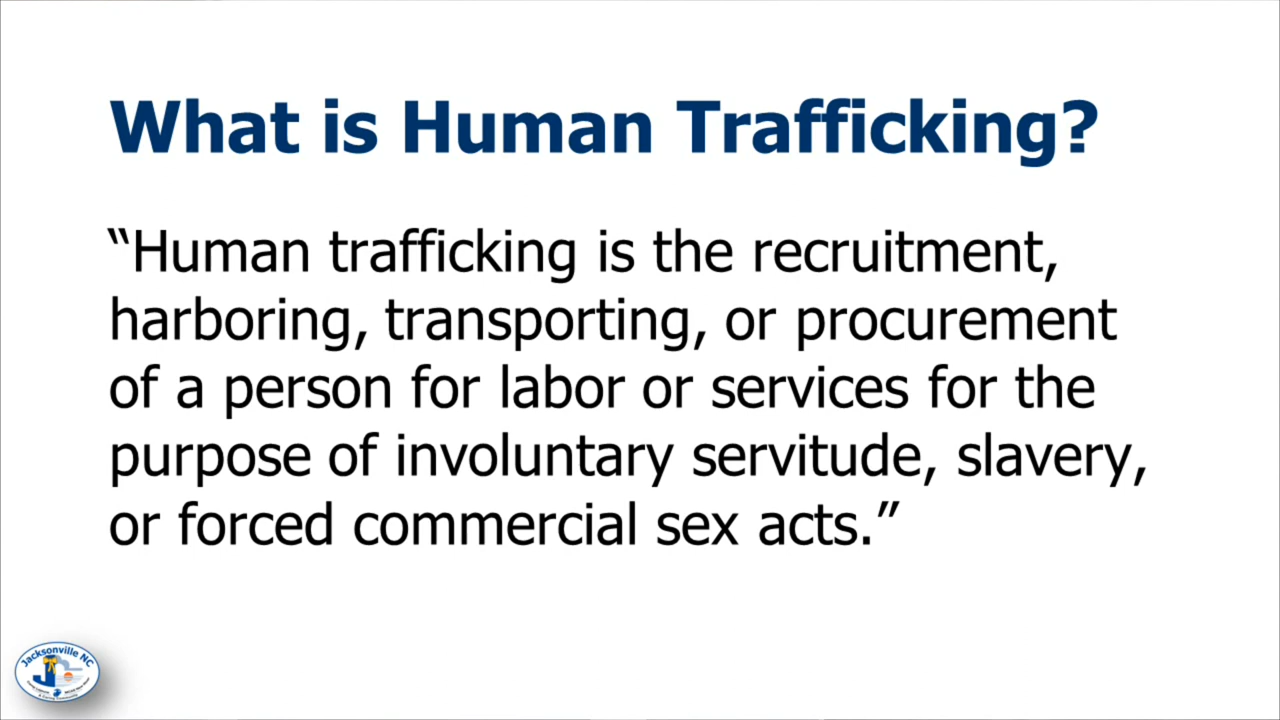 What is Human Trafficking?
“Human trafficking is the recruitment,
harboring, transporting, or procurement
of a person for labor or services for the
purpose of involuntary servitude, slavery,
or forced commercial sex acts.”
Jacksonville NC